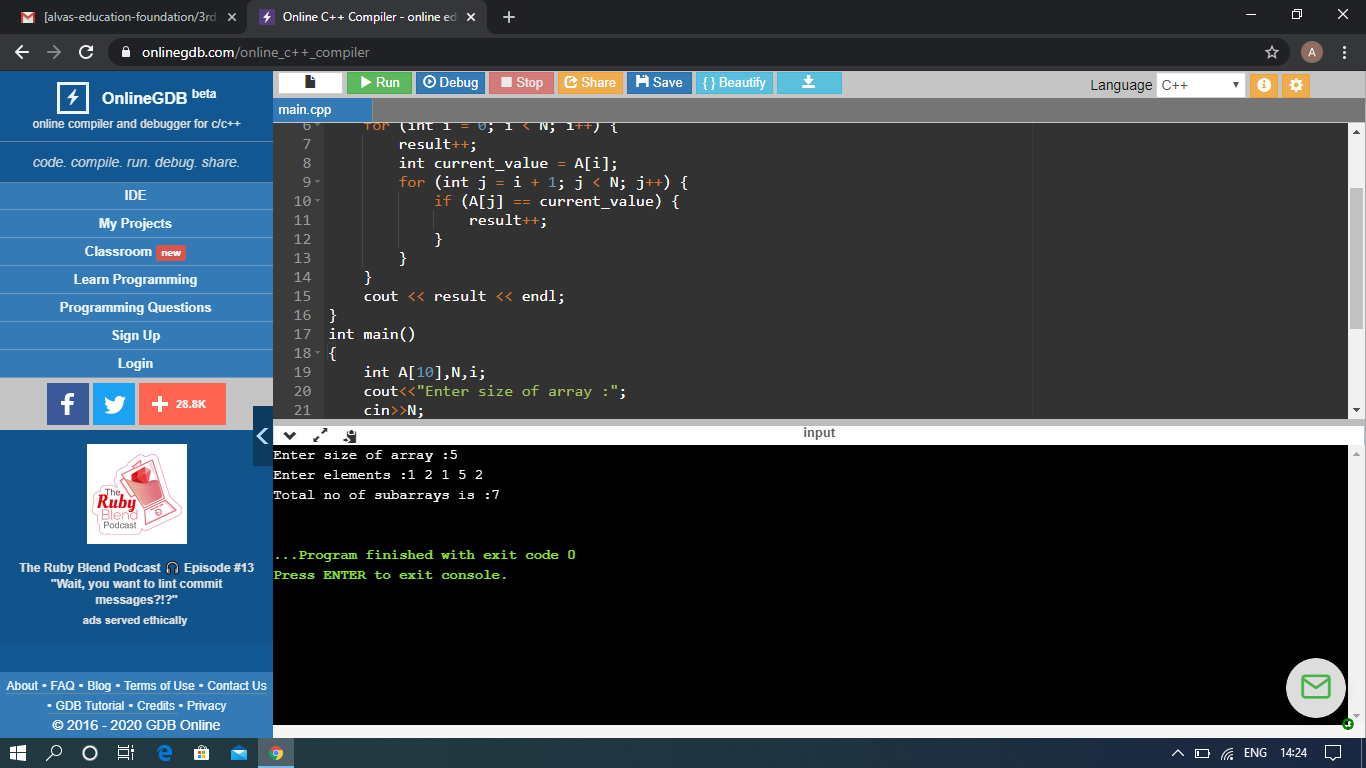 [alvas-education-foundation/3rd
Online C++ Compiler - online ed
onlinegdb.com/online_c++_compiler
A
OnlineGDB beta
online compiler and debugger for c/c++
code. compile. run. debug. share.
IDE
My Projects
Classroom new
Learn Programming
Programming Questions
Sign Up
Login
28.8K
The
Ruby
Blend
Podcast
The Ruby Blend Podcast 🎧 Episode #13
"Wait, you want to lint commit
messages?!?"
ads served ethically
About • FAQ • Blog • Terms of Use • Contact Us
• GDB Tutorial • Credits • Privacy
© 2016 - 2020 GDB Online
Run Debug Stop Share Save { } Beautify
Language C++
main.cpp
6 for (int i = 0; i < N; i++) {
7 result++;
8 int current_value = A[i];
9 for (int j = i + 1; j < N; j++) {
10 if (A[j] == current_value) {
11 result++;
12 }
13 }
14 }
15 cout << result << endl;
16 }
17 int main()
18 {
19 int A[10],N,i;
20 cout<<"Enter size of array :";
21 cin>>N;
input
Enter size of array :5
Enter elements :1 2 1 5 2
Total no of subarrays is :7
...Program finished with exit code 0
Press ENTER to exit console.
ENG 14:24